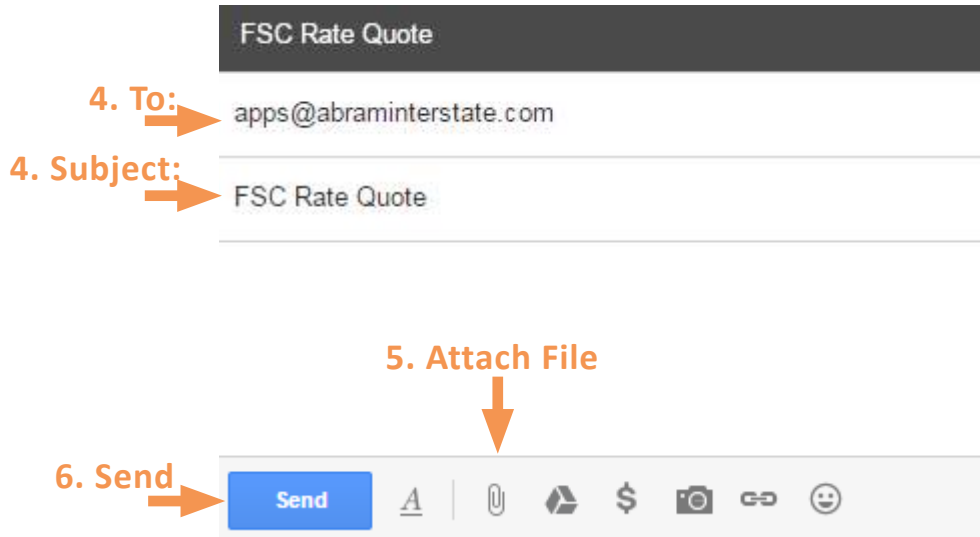 FSC Rate Quote
4. To:
apps@abraminterstate.com
4. Subject:
FSC Rate Quote
5. Attach File
6. Send
Send A $